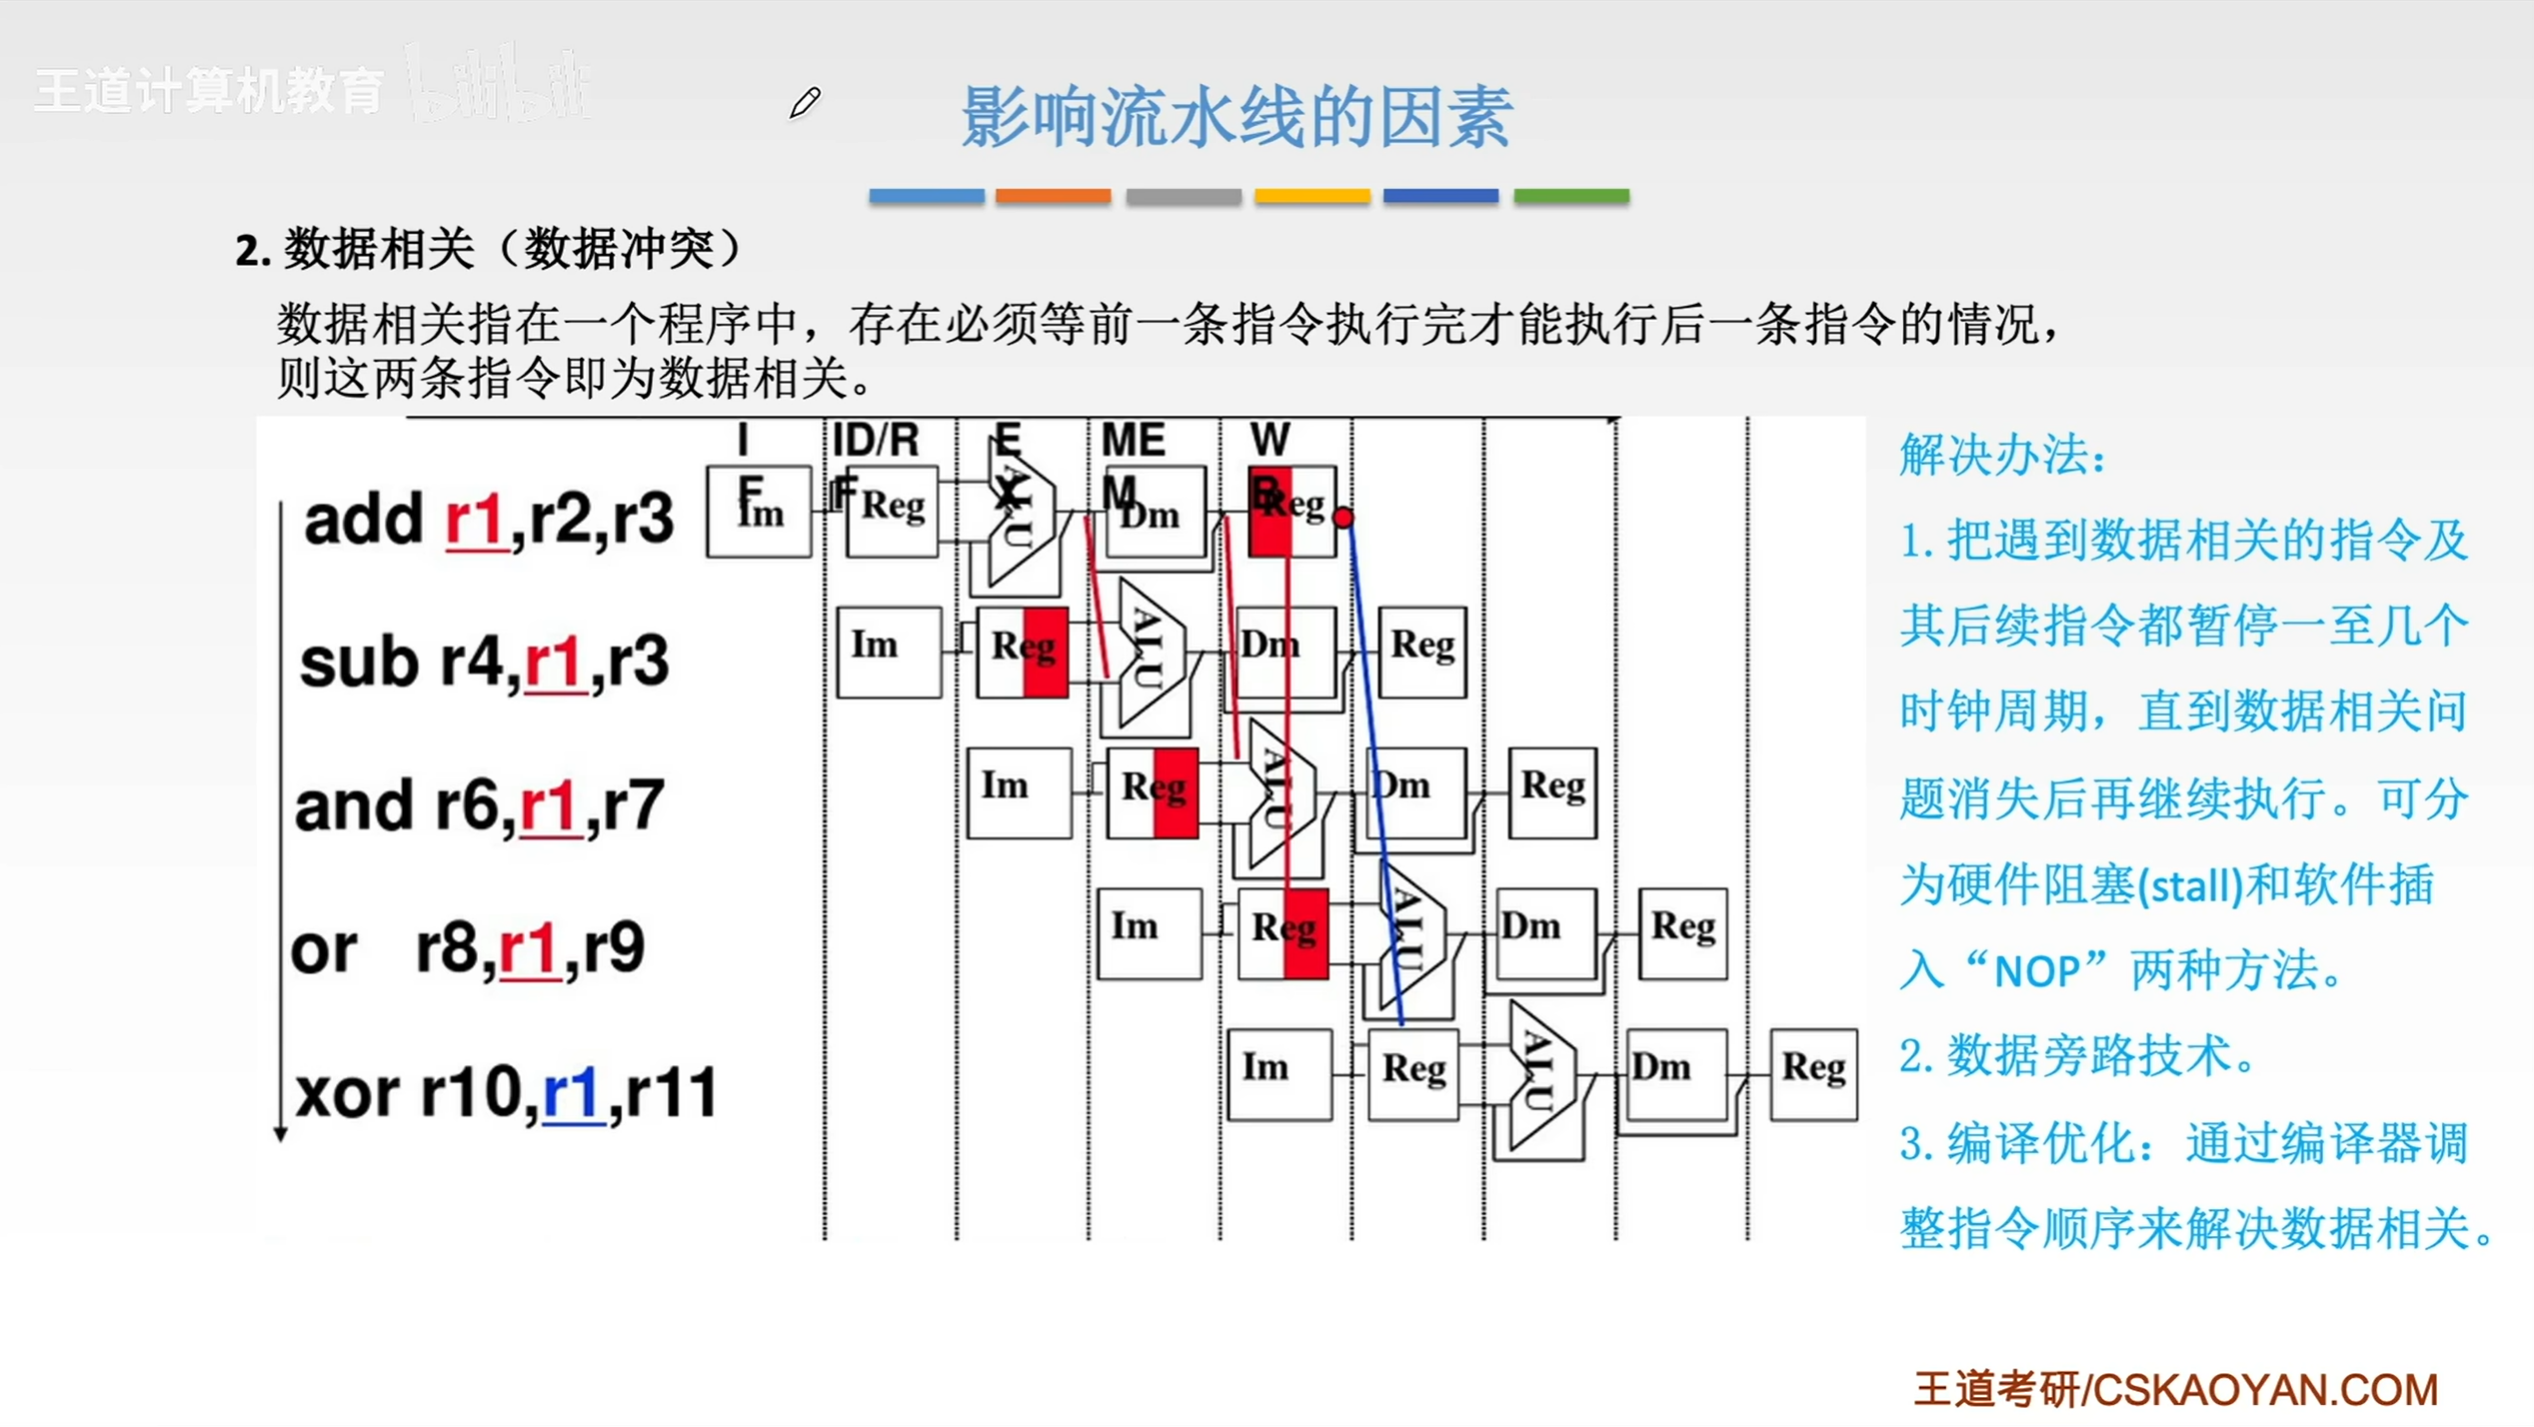 王道计算机教育 bilibili
影响流水线的因素
2. 数据相关（数据冲突）
数据相关指在一个程序中，存在必须等前一条指令执行完才能执行后一条指令的情况，
则这两条指令即为数据相关。
IF ID/RF EX MEM WB
add r1,r2,r3 Im Reg ALU Dm Reg
sub r4,r1,r3 Im Reg ALU Dm Reg
and r6,r1,r7 Im Reg ALU Dm Reg
or r8,r1,r9 Im Reg ALU Dm Reg
xor r10,r1,r11 Im Reg ALU Dm Reg
解决办法：
1. 把遇到数据相关的指令及
其后续指令都暂停一至几个
时钟周期，直到数据相关问
题消失后再继续执行。可分
为硬件阻塞(stall)和软件插
入“NOP”两种方法。
2. 数据旁路技术。
3. 编译优化：通过编译器调
整指令顺序来解决数据相关。
王道考研/CSKAOYAN.COM